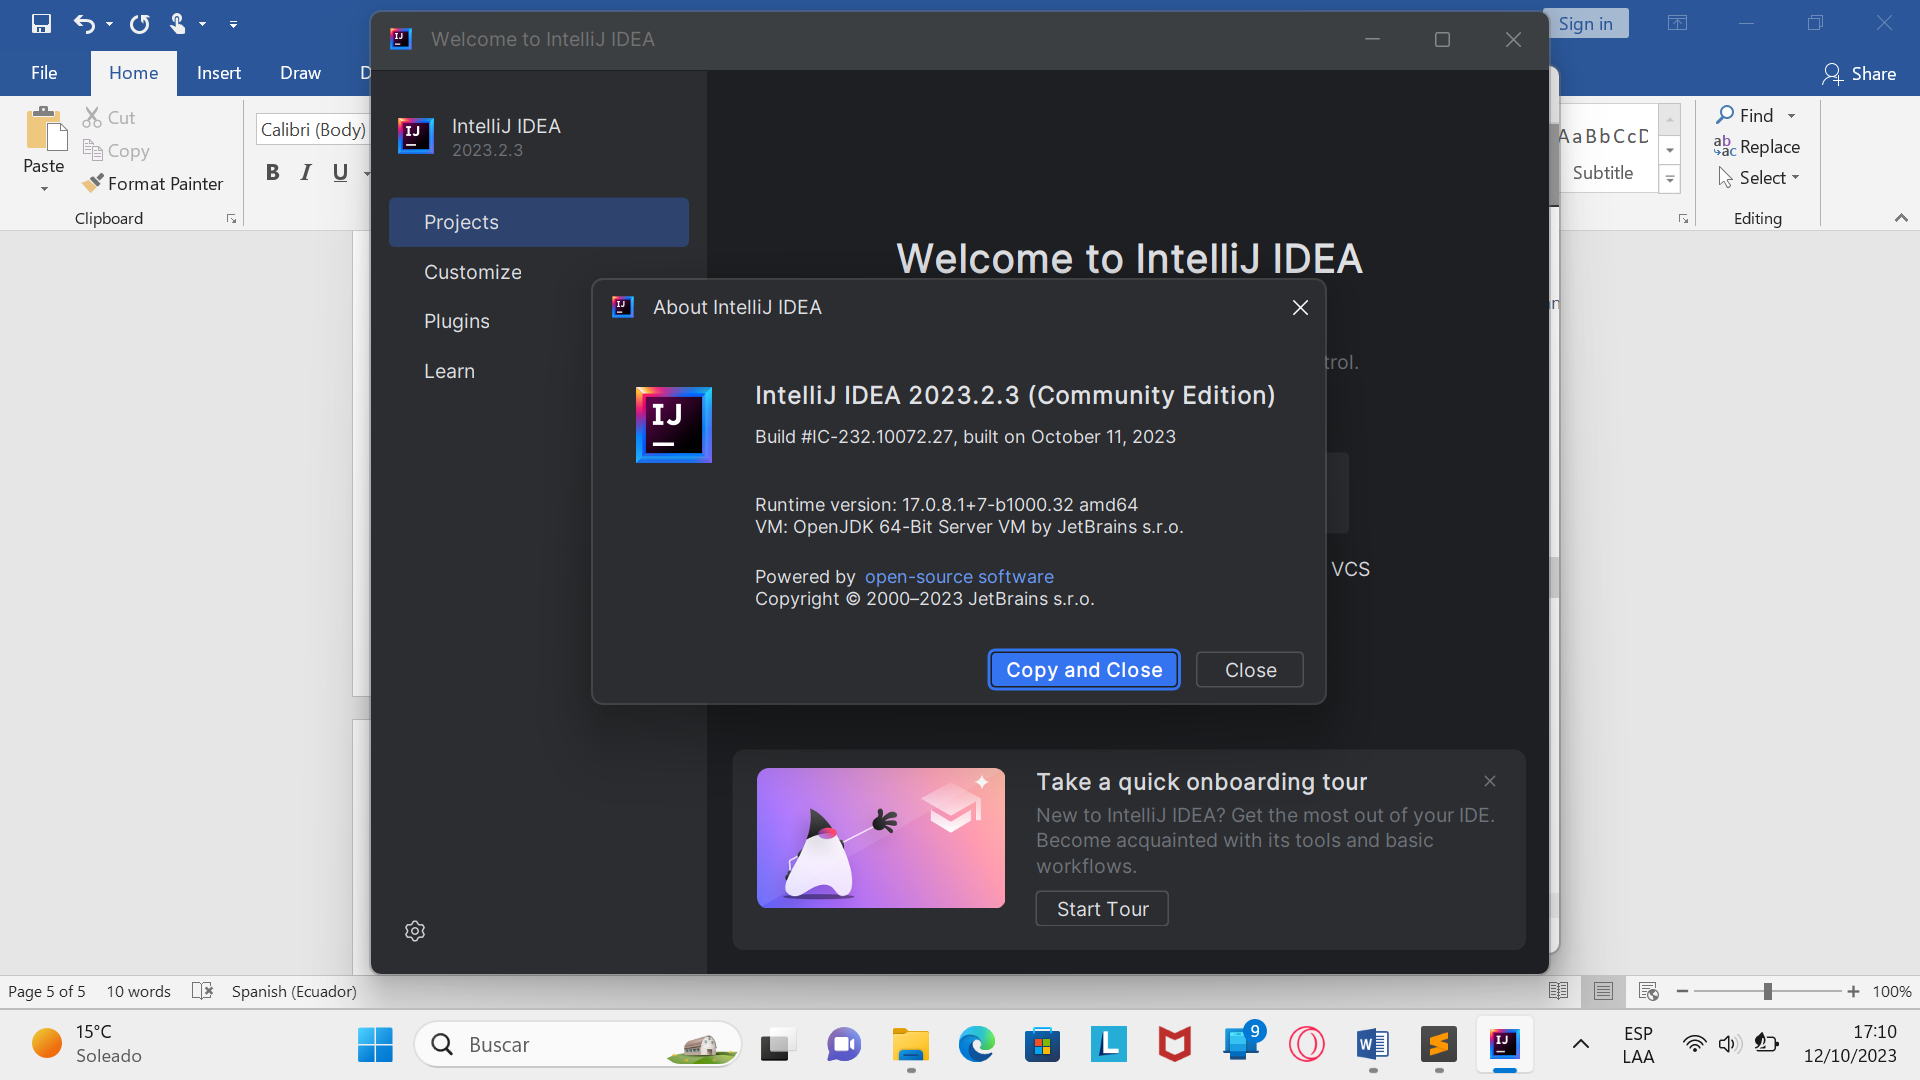 Sign in
File
Home
Insert
Draw
Share
Cut
Copy
Paste
Format Painter
Clipboard
Calibri (Body)
B I U
AaBbCcD
Subtitle
Find
Replace
Select
Editing
Welcome to IntelliJ IDEA
IntelliJ IDEA
2023.2.3
Projects
Customize
Plugins
Learn
Welcome to IntelliJ IDEA
trol.
VCS
About IntelliJ IDEA
IJ
IntelliJ IDEA 2023.2.3 (Community Edition)
Build #IC-232.10072.27, built on October 11, 2023
Runtime version: 17.0.8.1+7-b1000.32 amd64
VM: OpenJDK 64-Bit Server VM by JetBrains s.r.o.
Powered by open-source software
Copyright © 2000–2023 JetBrains s.r.o.
Copy and Close
Close
Take a quick onboarding tour
New to IntelliJ IDEA? Get the most out of your IDE.
Become acquainted with its tools and basic
workflows.
Start Tour
Page 5 of 5
10 words
Spanish (Ecuador)
100%
15°C
Soleado
Buscar
9
ESP
LAA
17:10
12/10/2023